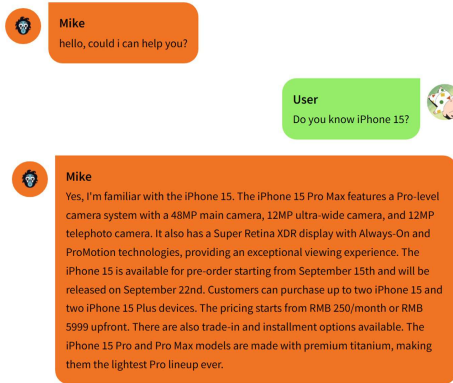 Mike
hello, could i can help you?
User
Do you know iPhone 15?
Mike
Yes, I'm familiar with the iPhone 15. The iPhone 15 Pro Max features a Pro-level
camera system with a 48MP main camera, 12MP ultra-wide camera, and 12MP
telephoto camera. It also has a Super Retina XDR display with Always-On and
ProMotion technologies, providing an exceptional viewing experience. The
iPhone 15 is available for pre-order starting from September 15th and will be
released on September 22nd. Customers can purchase up to two iPhone 15 and
two iPhone 15 Plus devices. The pricing starts from RMB 250/month or RMB
5999 upfront. There are also trade-in and installment options available. The
iPhone 15 Pro and Pro Max models are made with premium titanium, making
them the lightest Pro lineup ever.